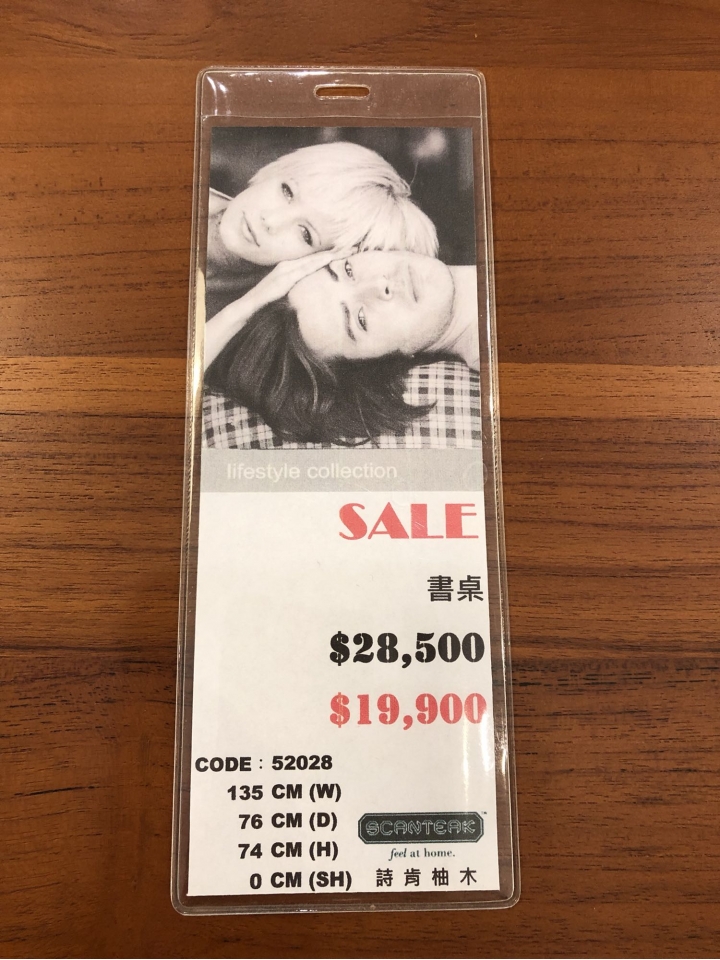 lifestyle collection
SALE
書桌
$28,500
$19,900
CODE : 52028
135 CM (W)
76 CM (D)
74 CM (H)
0 CM (SH)
SCANTEAK™
feel at home.
詩肯柚木